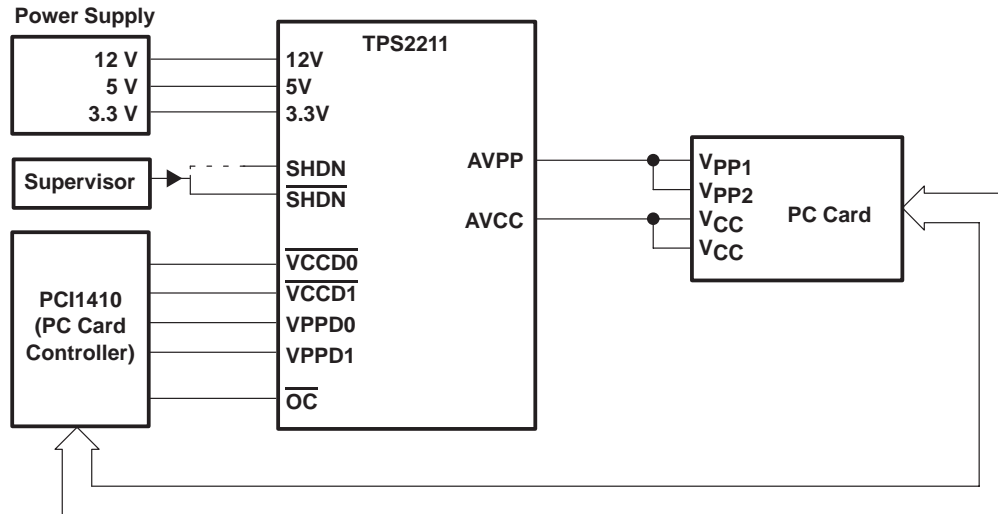 Power Supply
12 V
5 V
3.3 V
Supervisor
PCI1410
(PC Card
Controller)
TPS2211
12V
5V
3.3V
SHDN
SHDN
VCCD0
VCCD1
VPPD0
VPPD1
OC
AVPP
AVCC
VPP1
VPP2
VCC
VCC
PC Card